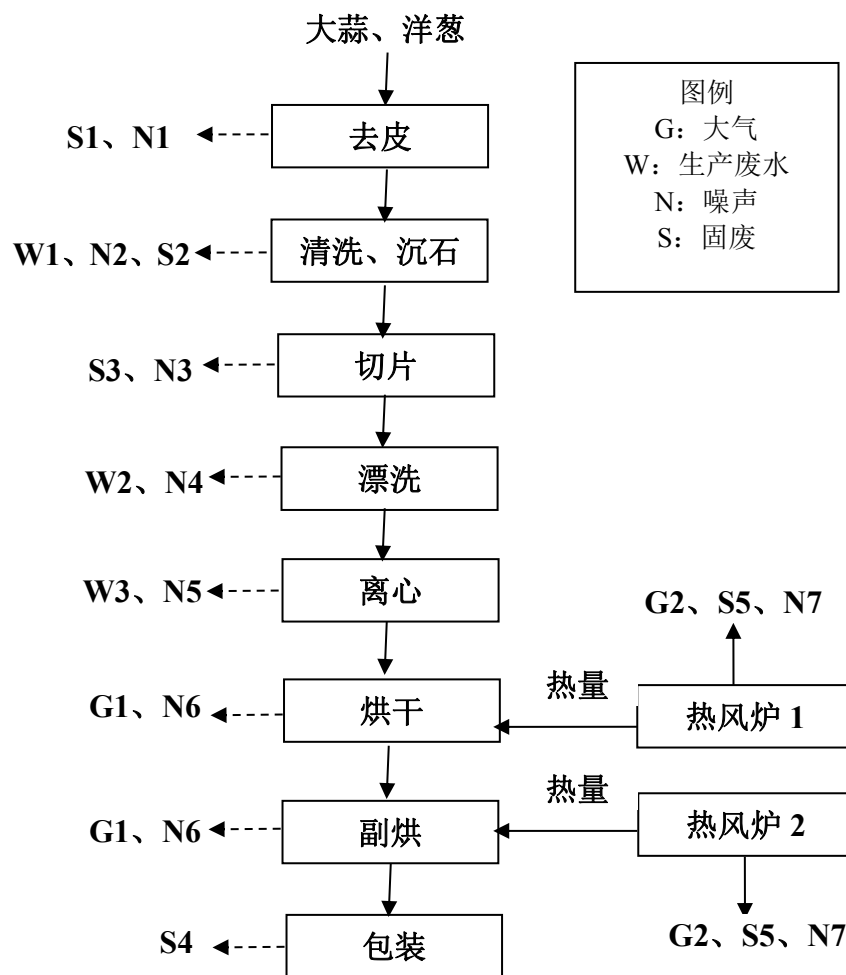 大蒜、洋葱
图例
G：大气
W：生产废水
N：噪声
S：固废
S1、N1
去皮
W1、N2、S2
清洗、沉石
S3、N3
切片
W2、N4
漂洗
W3、N5
离心
G2、S5、N7
G1、N6
烘干
热量
热风炉 1
G1、N6
副烘
热量
热风炉 2
S4
包装
G2、S5、N7